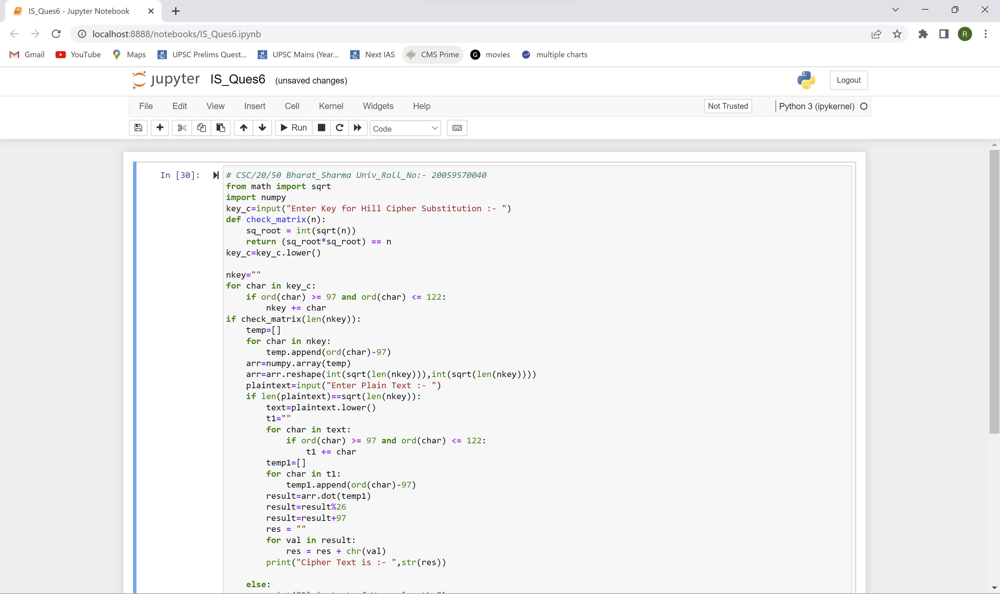 IS_Ques6 - Jupyter Notebook
localhost:8888/notebooks/IS_Ques6.ipynb
R
Gmail YouTube Maps UPSC Prelims Quest... UPSC Mains (Year... Next IAS CMS Prime G movies multiple charts
jupyter IS_Ques6 (unsaved changes) Logout
File Edit View Insert Cell Kernel Widgets Help Not Trusted Python 3 (ipykernel)
Run Code
In [30]:
# CSC/20/50 Bharat_Sharma Univ_Roll_No:- 20059570040
from math import sqrt
import numpy
key_c=input("Enter Key for Hill Cipher Substitution :- ")
def check_matrix(n):
    sq_root = int(sqrt(n))
    return (sq_root*sq_root) == n
key_c=key_c.lower()
nkey=""
for char in key_c:
    if ord(char) >= 97 and ord(char) <= 122:
        nkey += char
if check_matrix(len(nkey)):
    temp=[]
    for char in nkey:
        temp.append(ord(char)-97)
    arr=numpy.array(temp)
    arr=arr.reshape(int(sqrt(len(nkey))),int(sqrt(len(nkey))))
    plaintext=input("Enter Plain Text :- ")
    if len(plaintext)==sqrt(len(nkey)):
        text=plaintext.lower()
        t1=""
        for char in text:
            if ord(char) >= 97 and ord(char) <= 122:
                t1 += char
        temp1=[]
        for char in t1:
            temp1.append(ord(char)-97)
        result=arr.dot(temp1)
        result=result%26
        result=result+97
        res = ""
        for val in result:
            res = res + chr(val)
        print("Cipher Text is :- ",str(res))
    else: